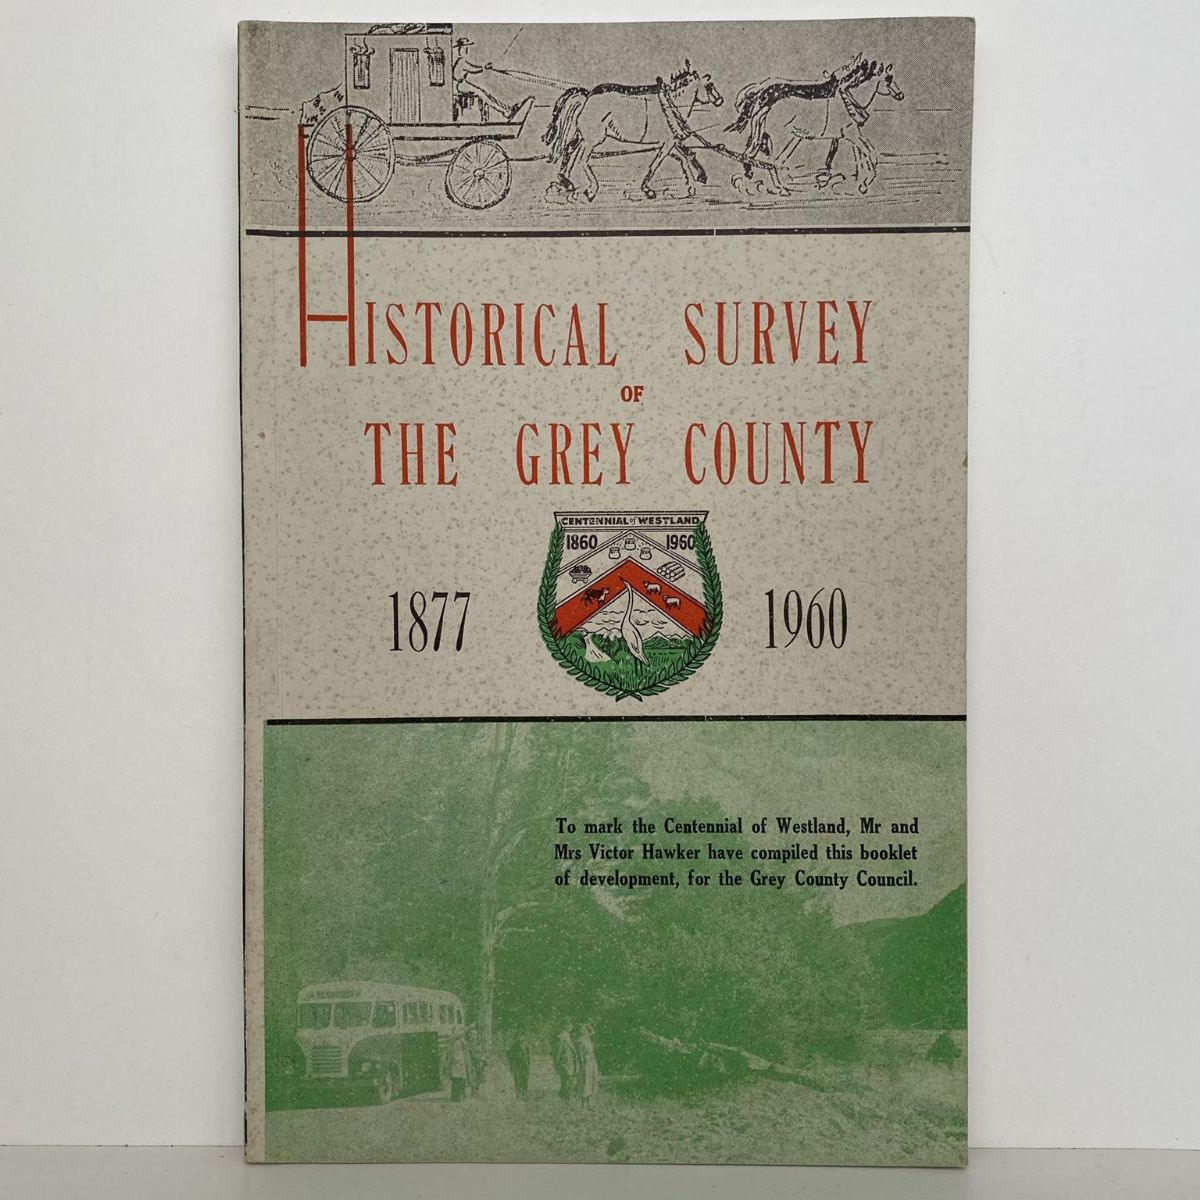 HISTORICAL SURVEY
OF
THE GREY COUNTY
CENTENNIAL of WESTLAND
1860 1960
1877 1960
To mark the Centennial of Westland, Mr and
Mrs Victor Hawker have compiled this booklet
of development, for the Grey County Council.